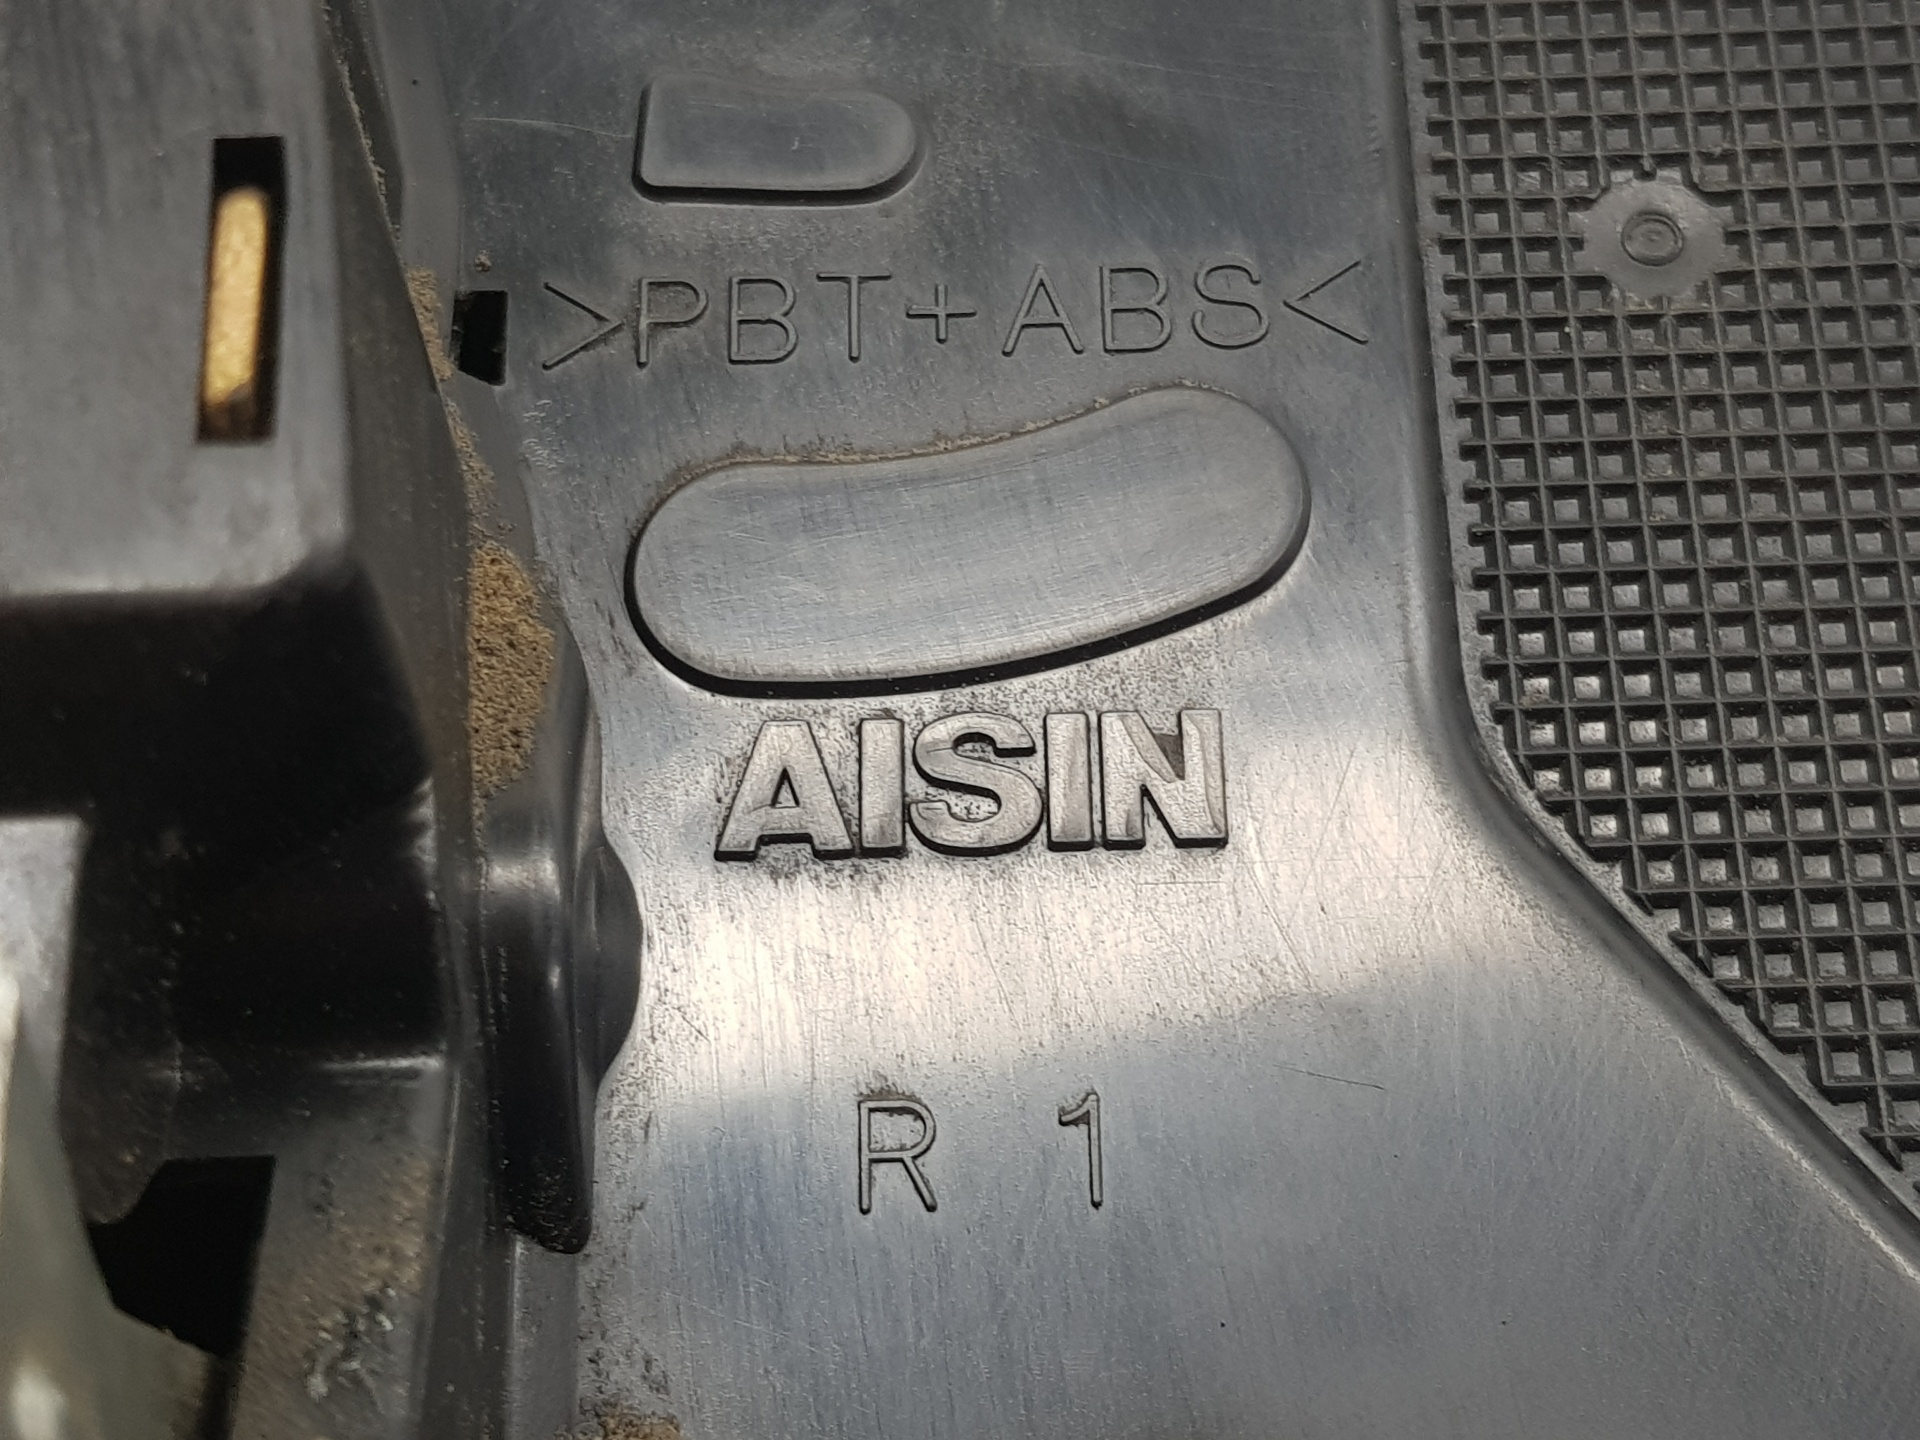 >PBT+ABS<
AISIN
R 1